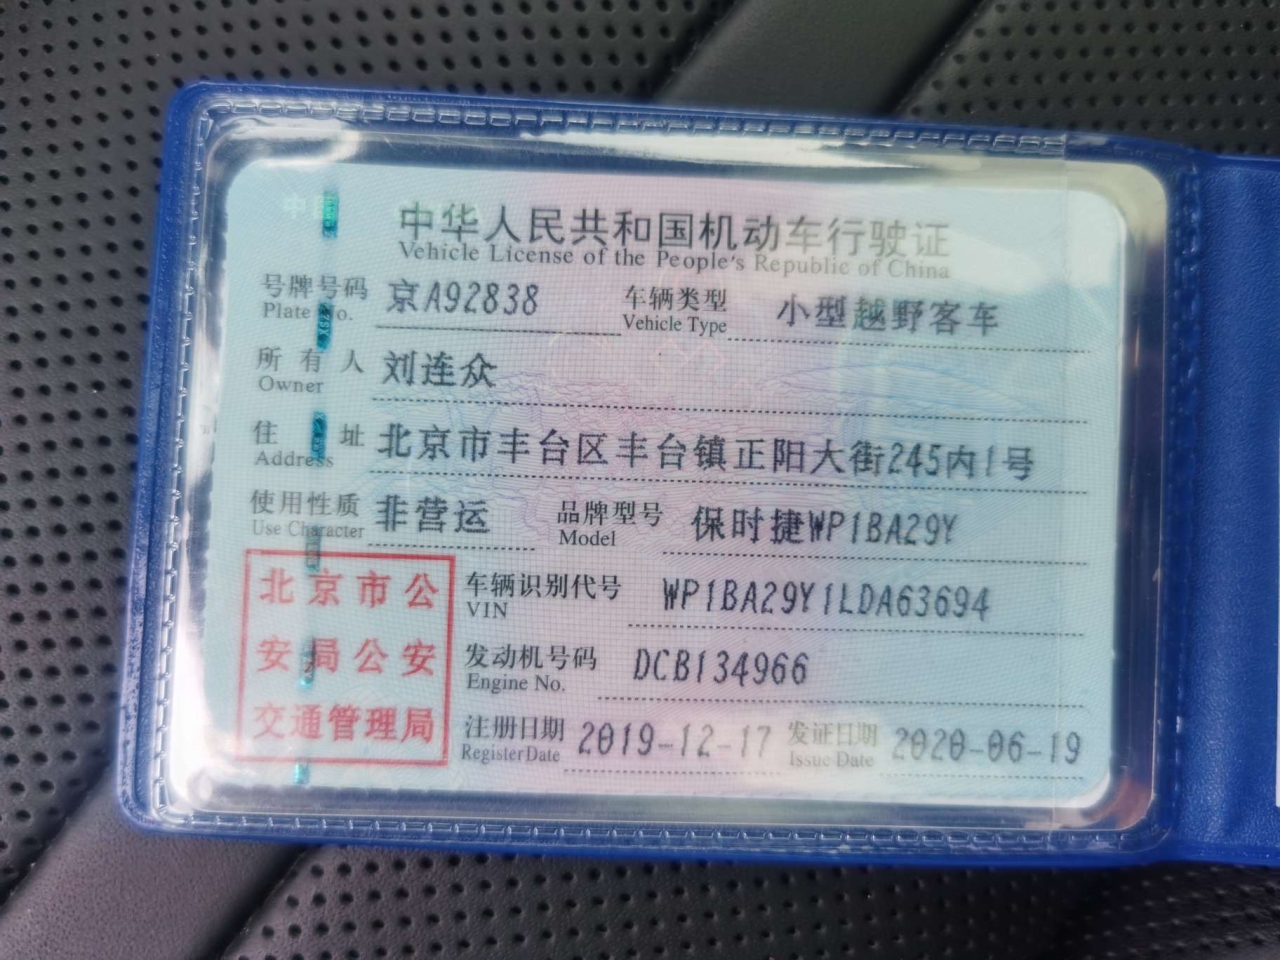 中华人民共和国机动车行驶证
Vehicle License of the People's Republic of China
号牌号码 京A92838 车辆类型 小型越野客车
Plate No. Vehicle Type
所有人 刘连众
Owner
住址 北京市丰台区丰台镇正阳大街245内1号
Address
使用性质 非营运 品牌型号 保时捷WP1BA29Y
Use Character Model
北京市公
安局公安
交通管理局
车辆识别代号 WP1BA29Y1LDA63694
VIN
发动机号码 DCB134966
Engine No.
注册日期 2019-12-17 发证日期 2020-06-19
Register Date Issue Date